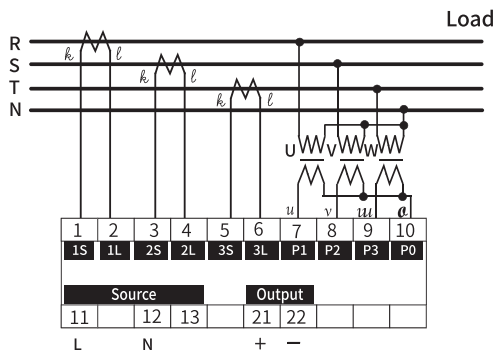 Load
R
S
T
N
k l
k l
k l
U V W
u v w o
1 2 3 4 5 6 7 8 9 10
1S 1L 2S 2L 3S 3L P1 P2 P3 P0
Source Output
11 12 13 21 22
L N + −